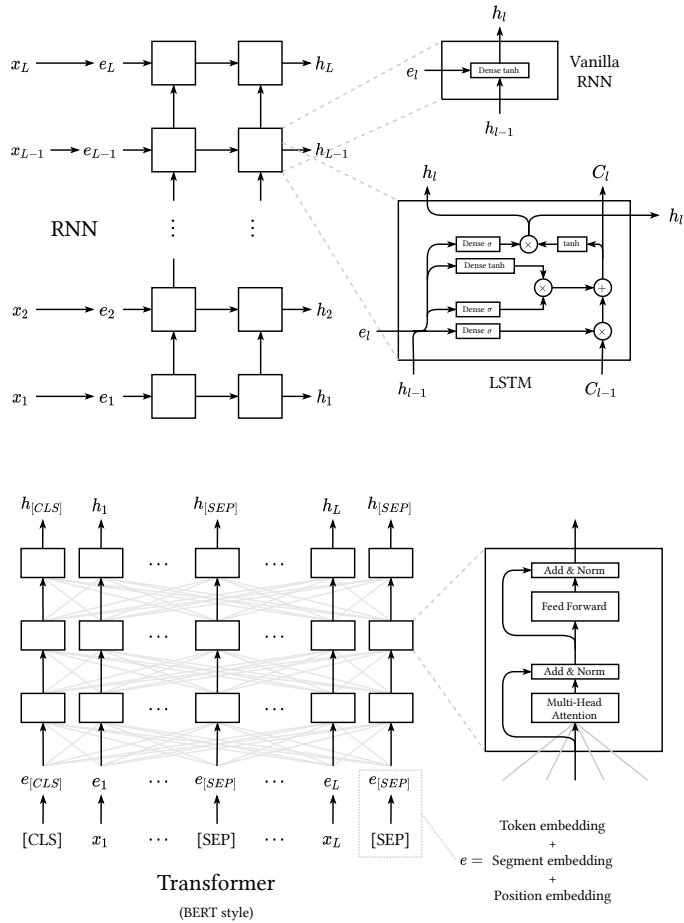 x_L e_L h_L
x_{L−1} e_{L−1} h_{L−1}
RNN
⋮ ⋮
x_2 e_2 h_2
x_1 e_1 h_1
h_l
e_l Dense tanh
h_{l−1}
Vanilla
RNN
h_l C_l
h_l
Dense σ × tanh
Dense tanh
× +
Dense σ
e_l Dense σ ×
h_{l−1} LSTM C_{l−1}
h_{[CLS]} h_1 h_{[SEP]} h_L h_{[SEP]}
⋯ ⋯
⋯ ⋯
⋯ ⋯
e_{[CLS]} e_1 ⋯ e_{[SEP]} ⋯ e_L e_{[SEP]}
[CLS] x_1 ⋯ [SEP] ⋯ x_L [SEP]
Transformer
(BERT style)
Add & Norm
Feed Forward
Add & Norm
Multi-Head
Attention
Token embedding
+
e = Segment embedding
+
Position embedding